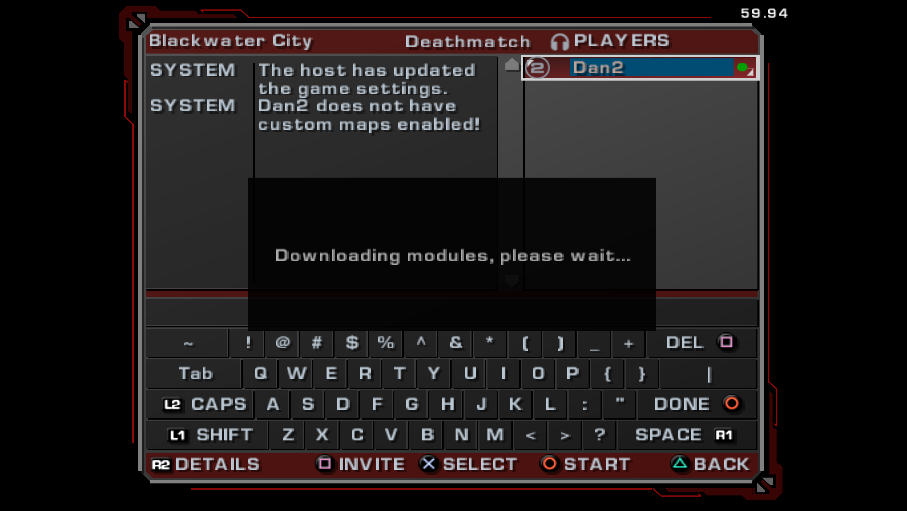 59.94
Blackwater City Deathmatch PLAYERS
SYSTEM The host has updated
the game settings.
SYSTEM Dan2 does not have
custom maps enabled!
2 Dan2
Downloading modules, please wait...
~ ! @ # $ % ^ & * ( ) _ + DEL
Tab Q W E R T Y U I O P { } |
L2 CAPS A S D F G H J K L : " DONE
L1 SHIFT Z X C V B N M < > ? SPACE R1
R2 DETAILS INVITE SELECT START BACK